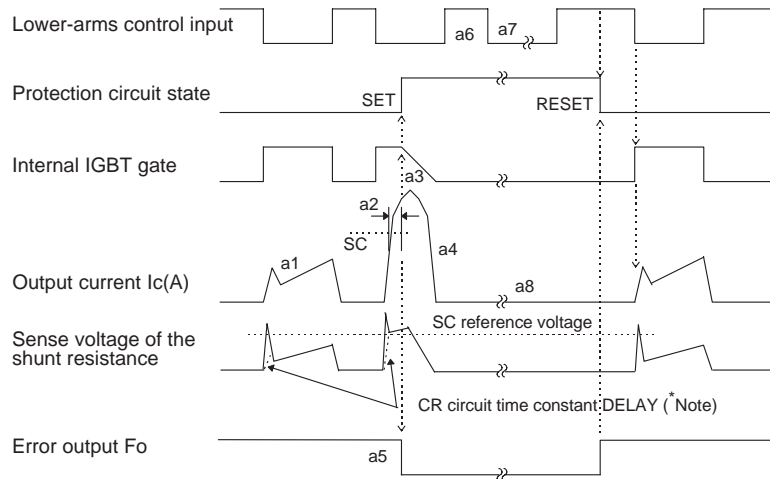 Lower-arms control input
a6
a7
Protection circuit state
SET
RESET
Internal IGBT gate
a3
a2
SC
a4
a1
Output current Ic(A)
a8
SC reference voltage
Sense voltage of the
shunt resistance
CR circuit time constant DELAY (*Note)
Error output Fo
a5